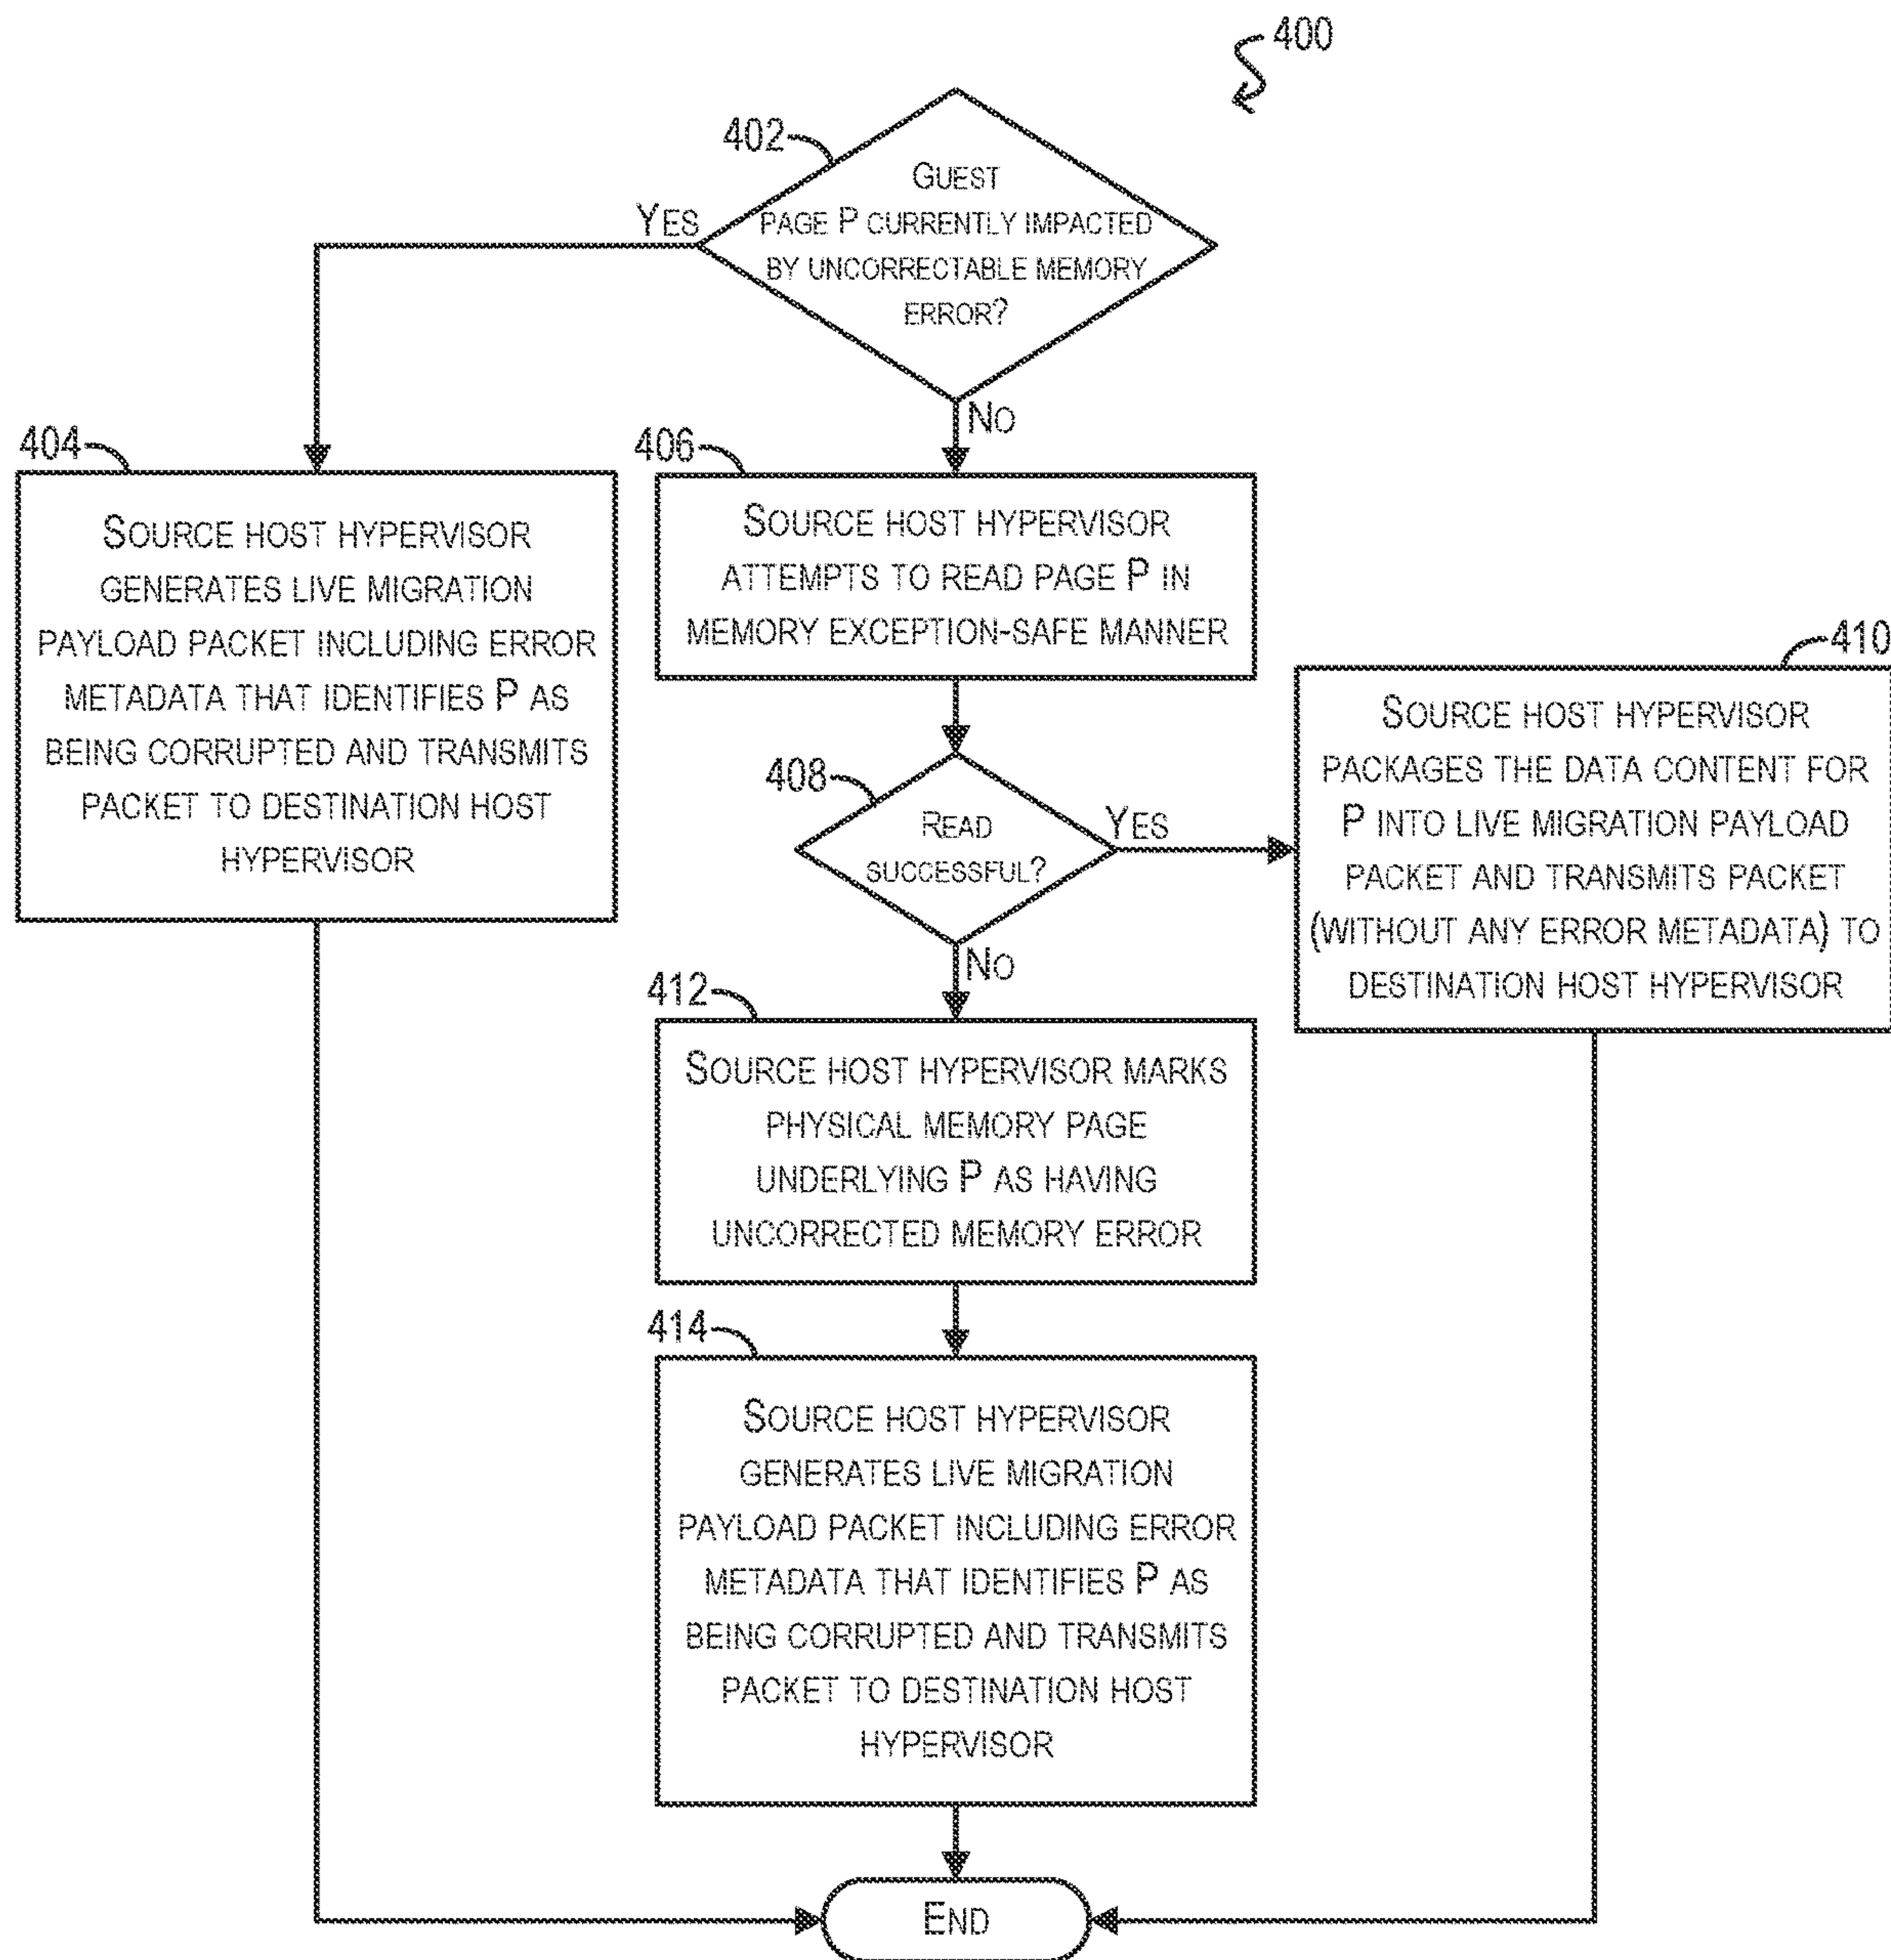 400
402
Guest
page P currently impacted
by uncorrectable memory
error?
Yes
No
404
Source host hypervisor
generates live migration
payload packet including error
metadata that identifies P as
being corrupted and transmits
packet to destination host
hypervisor
406
Source host hypervisor
attempts to read page P in
memory exception-safe manner
408
Read
successful?
Yes
No
410
Source host hypervisor
packages the data content for
P into live migration payload
packet and transmits packet
(without any error metadata) to
destination host hypervisor
412
Source host hypervisor marks
physical memory page
underlying P as having
uncorrected memory error
414
Source host hypervisor
generates live migration
payload packet including error
metadata that identifies P as
being corrupted and transmits
packet to destination host
hypervisor
End